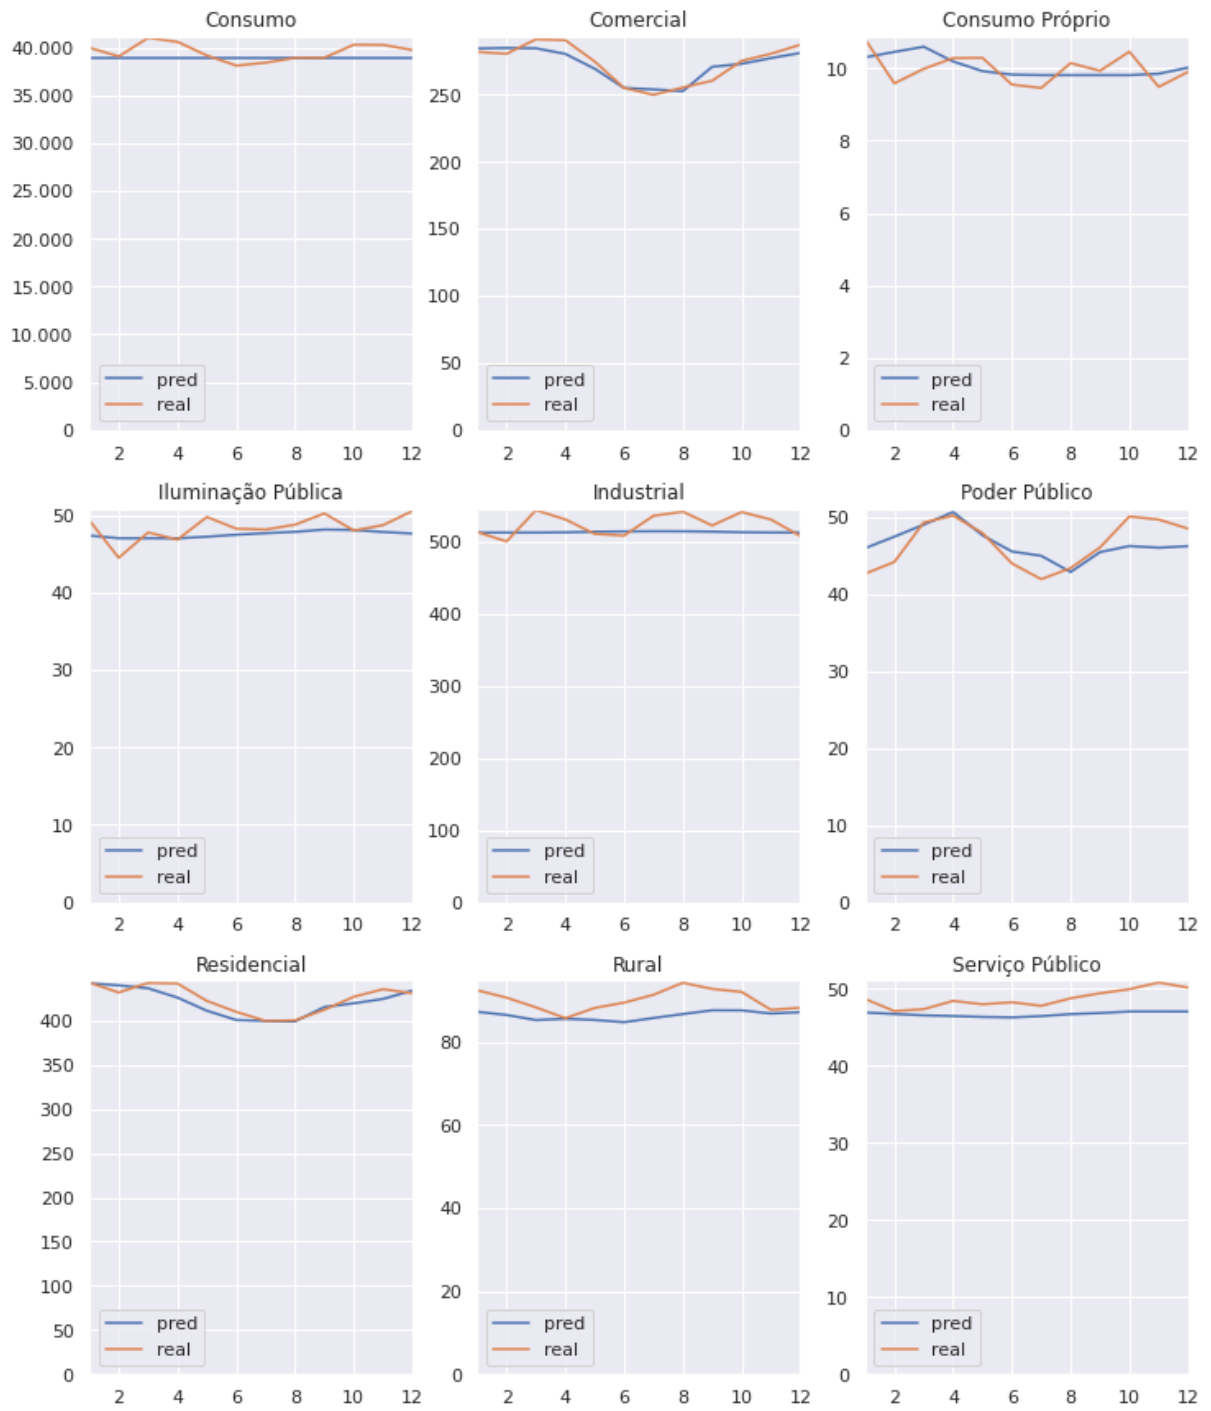 Consumo
40.000
35.000
30.000
25.000
20.000
15.000
10.000
5.000
0
2 4 6 8 10 12
pred
real
Comercial
250
200
150
100
50
0
2 4 6 8 10 12
pred
real
Consumo Próprio
10
8
6
4
2
0
2 4 6 8 10 12
pred
real
Iluminação Pública
50
40
30
20
10
0
2 4 6 8 10 12
pred
real
Industrial
500
400
300
200
100
0
2 4 6 8 10 12
pred
real
Poder Público
50
40
30
20
10
0
2 4 6 8 10 12
pred
real
Residencial
400
350
300
250
200
150
100
50
0
2 4 6 8 10 12
pred
real
Rural
80
60
40
20
0
2 4 6 8 10 12
pred
real
Serviço Público
50
40
30
20
10
0
2 4 6 8 10 12
pred
real